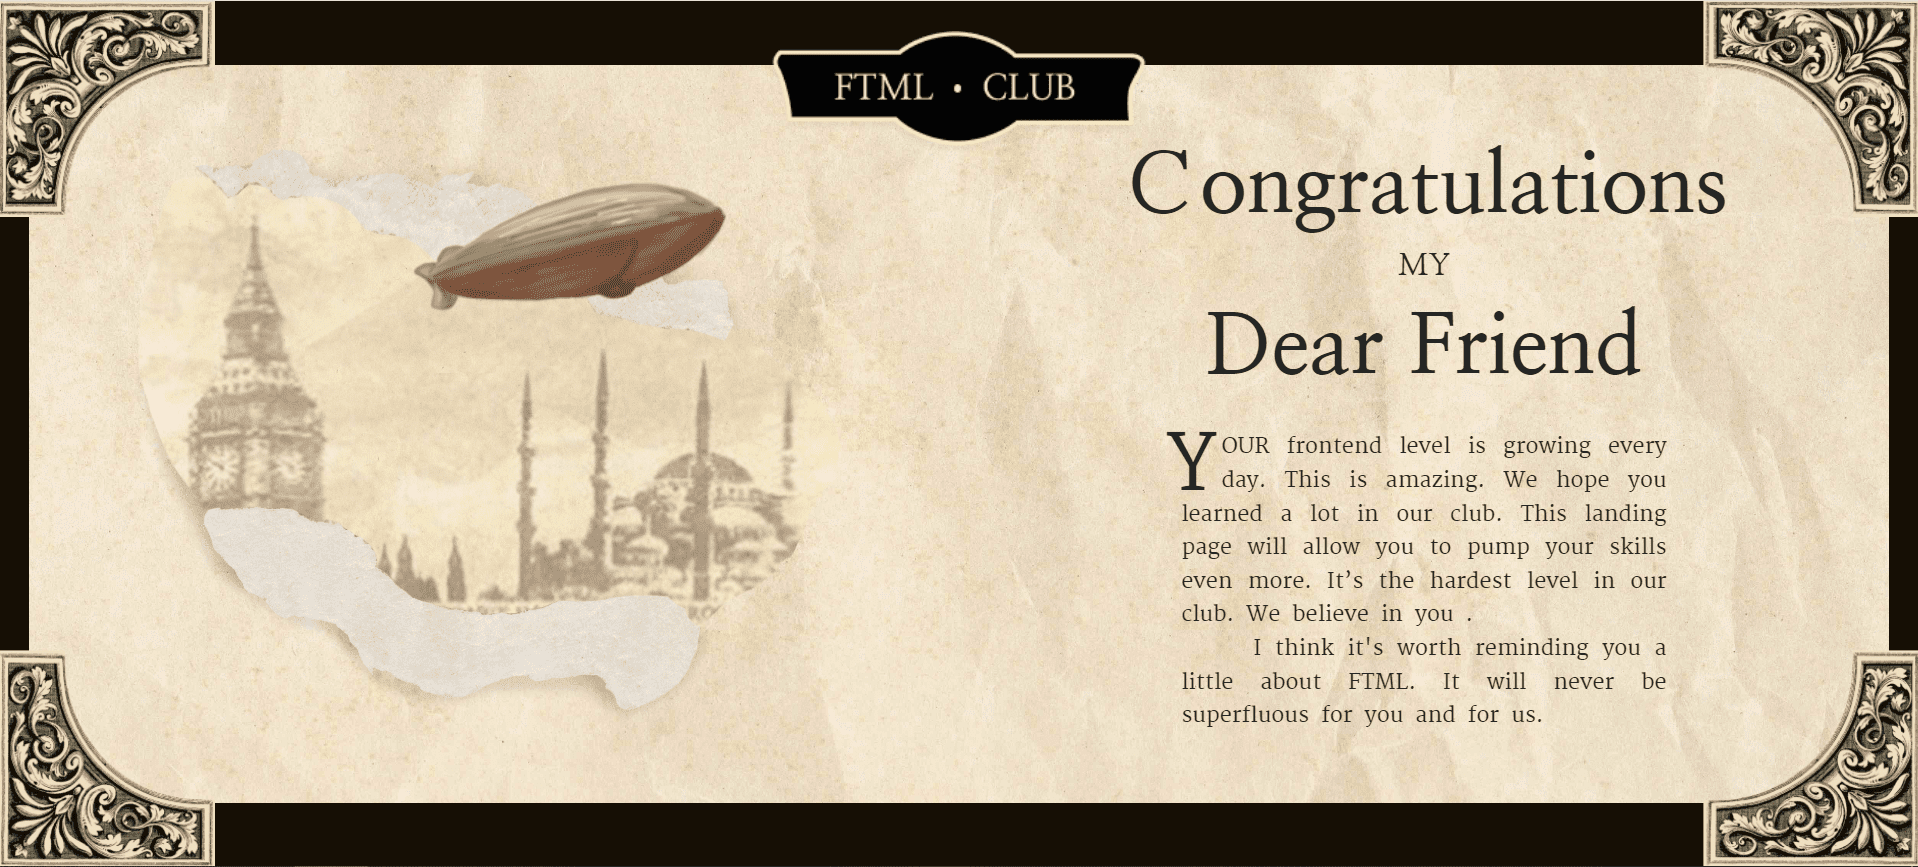 FTML • CLUB
Congratulations
MY
Dear Friend
YOUR frontend level is growing every
day. This is amazing. We hope you
learned a lot in our club. This landing
page will allow you to pump your skills
even more. It’s the hardest level in our
club. We believe in you .
I think it's worth reminding you a
little about FTML. It will never be
superfluous for you and for us.